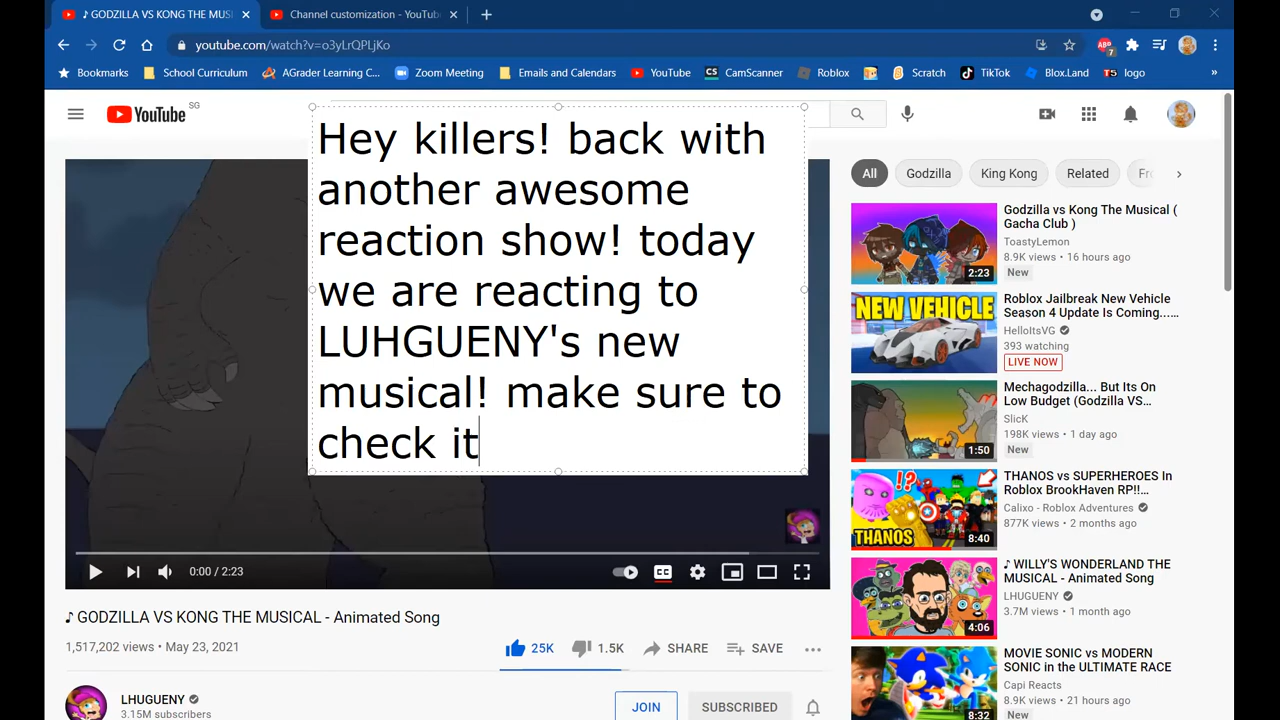 ♪ GODZILLA VS KONG THE MUSI
Channel customization - YouTub
youtube.com/watch?v=o3yLrQPLjKo
ABP
7
Bookmarks
School Curriculum
AGrader Learning C...
Zoom Meeting
Emails and Calendars
YouTube
CS
CamScanner
Roblox
Scratch
TikTok
Blox.Land
T5
logo
»
YouTube
SG
Hey killers! back with
another awesome
reaction show! today
we are reacting to
LUHGUENY's new
musical! make sure to
check it
0:00 / 2:23
CC
♪ GODZILLA VS KONG THE MUSICAL - Animated Song
1,517,202 views • May 23, 2021
25K
1.5K
SHARE
SAVE
LHUGUENY
3.15M subscribers
JOIN
SUBSCRIBED
All
Godzilla
King Kong
Related
Fr
Godzilla vs Kong The Musical (
Gacha Club )
ToastyLemon
8.9K views • 16 hours ago
New
2:23
NEW VEHICLE
Roblox Jailbreak New Vehicle
Season 4 Update Is Coming...…
HelloItsVG
393 watching
LIVE NOW
Mechagodzilla... But Its On
Low Budget (Godzilla VS…
SlicK
198K views • 1 day ago
1:50
!?
THANOS
8:40
THANOS vs SUPERHEROES In
Roblox BrookHaven RP!!…
Calixo - Roblox Adventures
877K views • 2 months ago
4:06
♪ WILLY'S WONDERLAND THE
MUSICAL - Animated Song
LHUGUENY
3.7M views • 1 month ago
8:32
MOVIE SONIC vs MODERN
SONIC in the ULTIMATE RACE
Capi Reacts
8.9K views • 21 hours ago
New